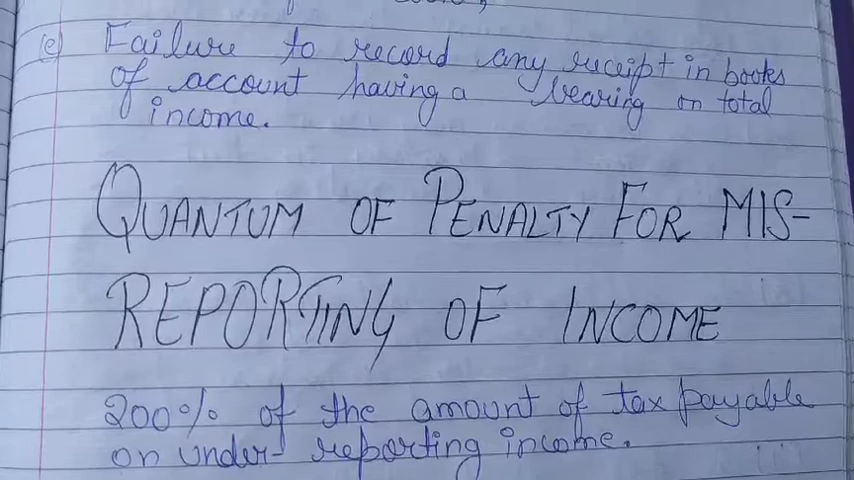 (e) Failure to record any receipt in books
of account having a bearing on total
income.
QUANTUM OF PENALTY FOR MIS-
REPORTING OF INCOME
200% of the amount of tax payable
on under-reporting income.